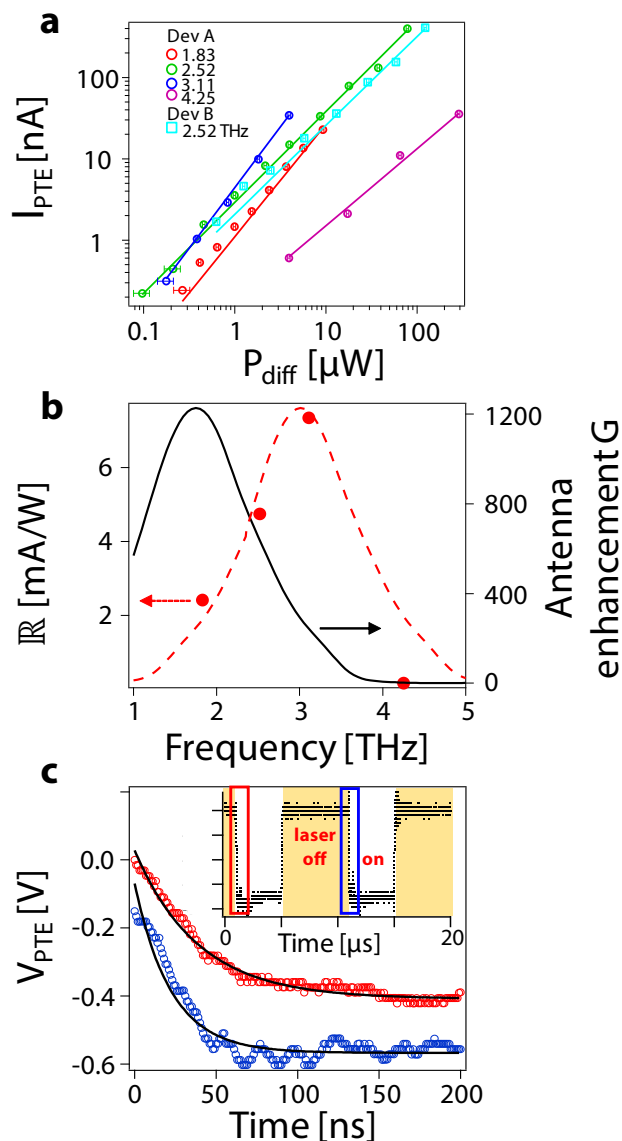 a
Dev A
1.83
2.52
3.11
4.25
Dev B
2.52 THz
100
10
1
I_PTE [nA]
0.1 1 10 100
P_diff [µW]
b
6
4
2
ℝ [mA/W]
1200
800
400
0
Antenna
enhancement G
1 2 3 4 5
Frequency [THz]
c
0.0
-0.2
-0.4
-0.6
V_PTE [V]
laser
off
on
0 20
Time [µs]
0 50 100 150 200
Time [ns]